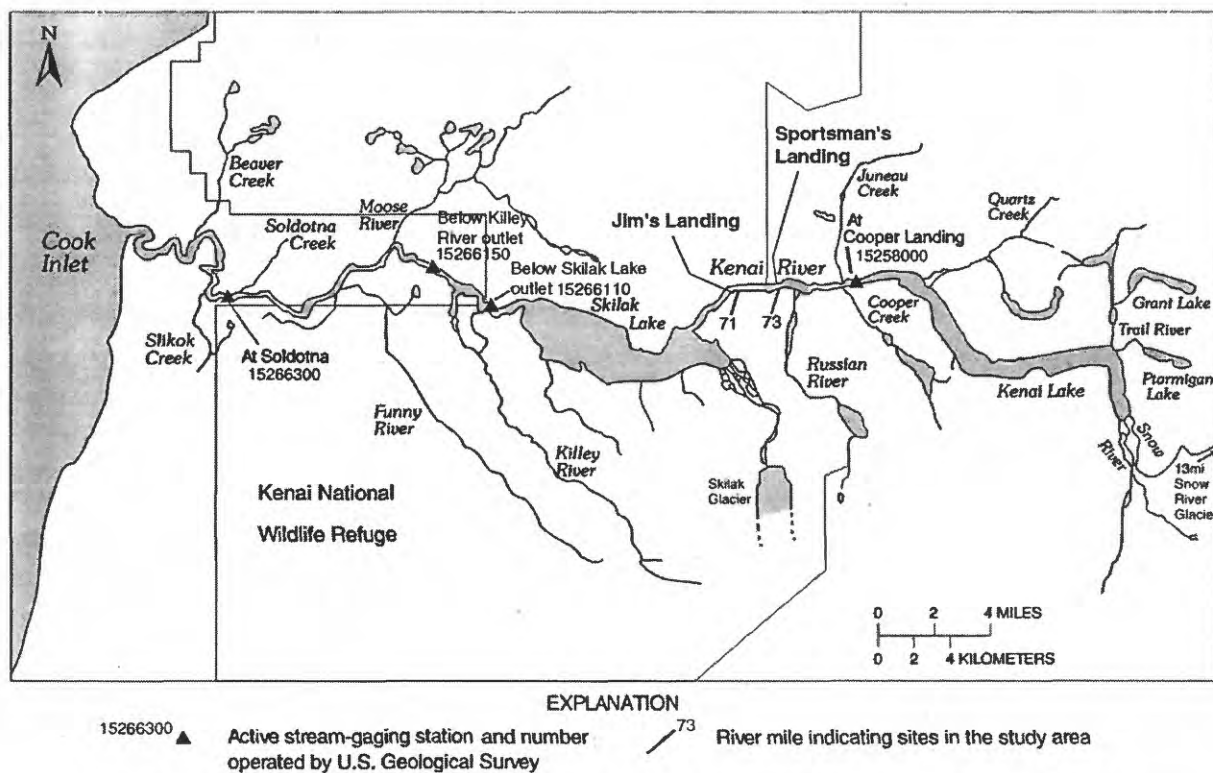 N
Cook
Inlet
Beaver
Creek
Soldotna
Creek
Slikok
Creek
At Soldotna
15266300
Moose
River
Below Killey
River outlet
15266150
Below Skilak Lake
outlet 15266110
Skilak
Lake
Funny
River
Killey
River
Kenai National
Wildlife Refuge
Jim's Landing
Sportsman's
Landing
Kenai River
71
73
Juneau
Creek
At
Cooper Landing
15258000
Quartz
Creek
Cooper
Creek
Russian
River
Skilak
Glacier
Kenai Lake
Grant Lake
Trail River
Ptarmigan
Lake
Snow
River
13mi
Snow
River
Glacier
0 2 4 MILES
0 2 4 KILOMETERS
EXPLANATION
15266300 Active stream-gaging station and number
operated by U.S. Geological Survey
73 River mile indicating sites in the study area